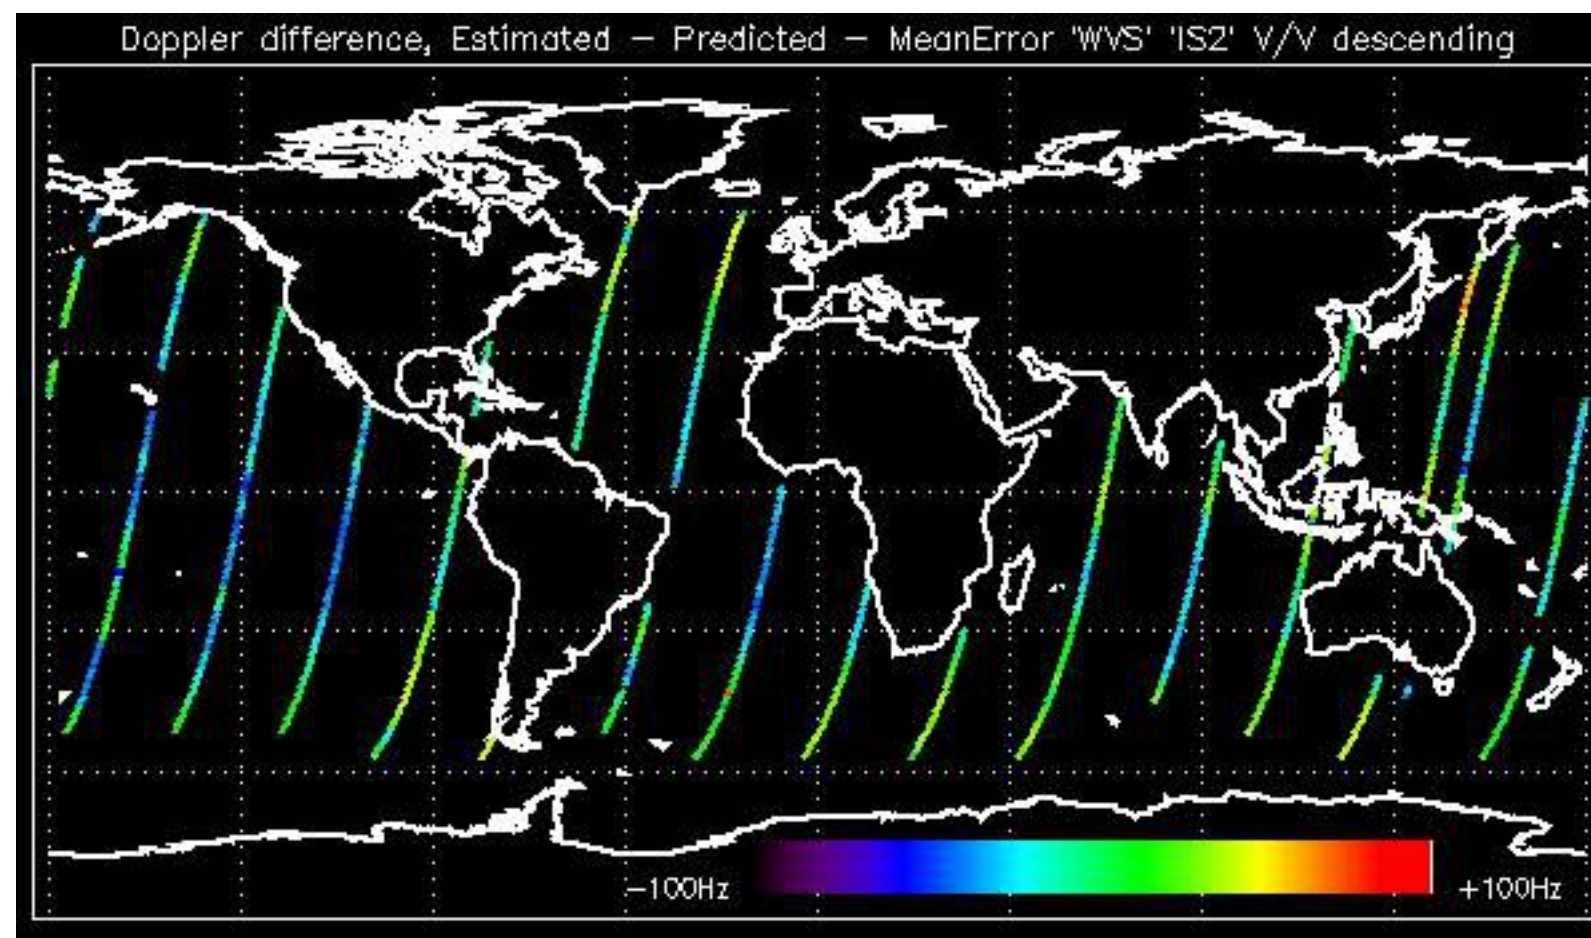 Doppler difference, Estimated – Predicted – MeanError 'WVS' 'IS2' V/V descending
–100Hz
+100Hz